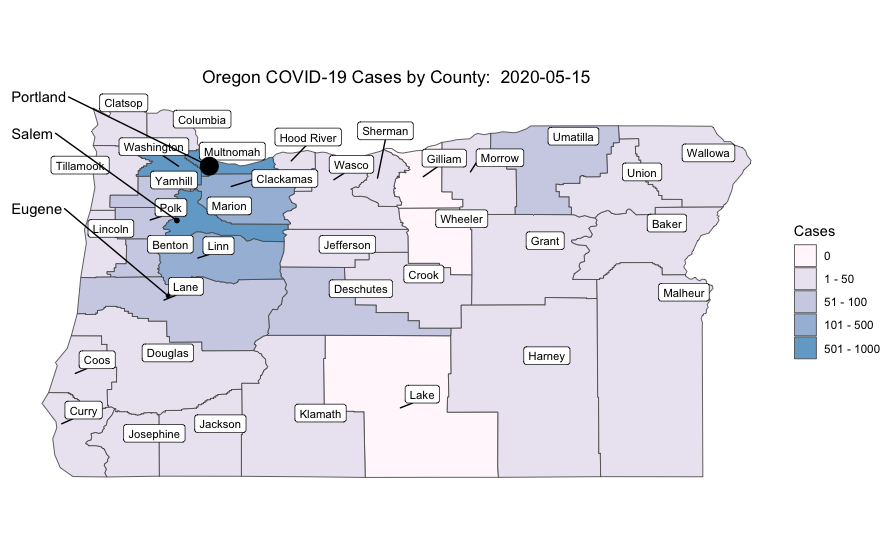 Oregon COVID-19 Cases by County:  2020-05-15
Portland
Salem
Eugene
Clatsop
Columbia
Washington
Multnomah
Hood River
Sherman
Umatilla
Tillamook
Yamhill
Clackamas
Wasco
Gilliam
Morrow
Union
Wallowa
Polk
Marion
Lincoln
Wheeler
Baker
Benton
Linn
Jefferson
Grant
Crook
Lane
Deschutes
Malheur
Coos
Douglas
Harney
Lake
Curry
Josephine
Jackson
Klamath
Cases
0
1 - 50
51 - 100
101 - 500
501 - 1000